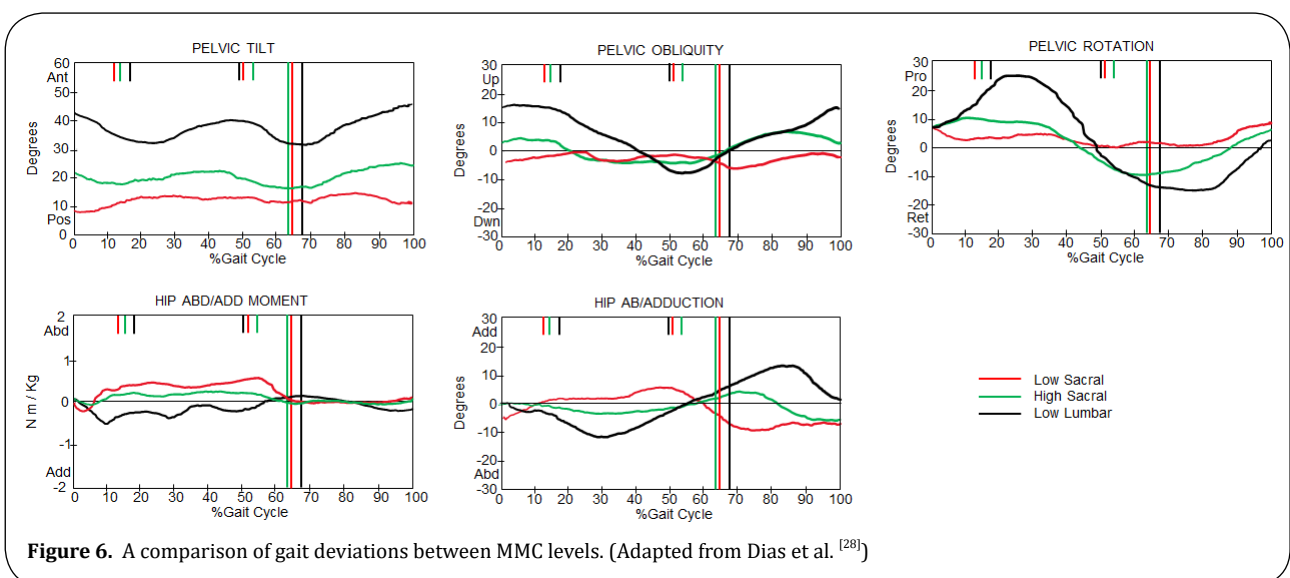 PELVIC TILT
60
Ant
50
40
30
20
10
Pos
0
Degrees
0 10 20 30 40 50 60 70 80 90 100
%Gait Cycle
PELVIC OBLIQUITY
30
Up
20
10
0
-10
-20
Dwn
-30
Degrees
0 10 20 30 40 50 60 70 80 90 100
%Gait Cycle
PELVIC ROTATION
30
Pro
20
10
0
-10
-20
Ret
-30
Degrees
0 10 20 30 40 50 60 70 80 90 100
%Gait Cycle
HIP ABD/ADD MOMENT
2
Abd
1
0
-1
Add
-2
N m / Kg
0 10 20 30 40 50 60 70 80 90 100
%Gait Cycle
HIP AB/ADDUCTION
30
Add
20
10
0
-10
-20
Abd
-30
Degrees
0 10 20 30 40 50 60 70 80 90 100
%Gait Cycle
Low Sacral
High Sacral
Low Lumbar
Figure 6. A comparison of gait deviations between MMC levels. (Adapted from Dias et al. [28])